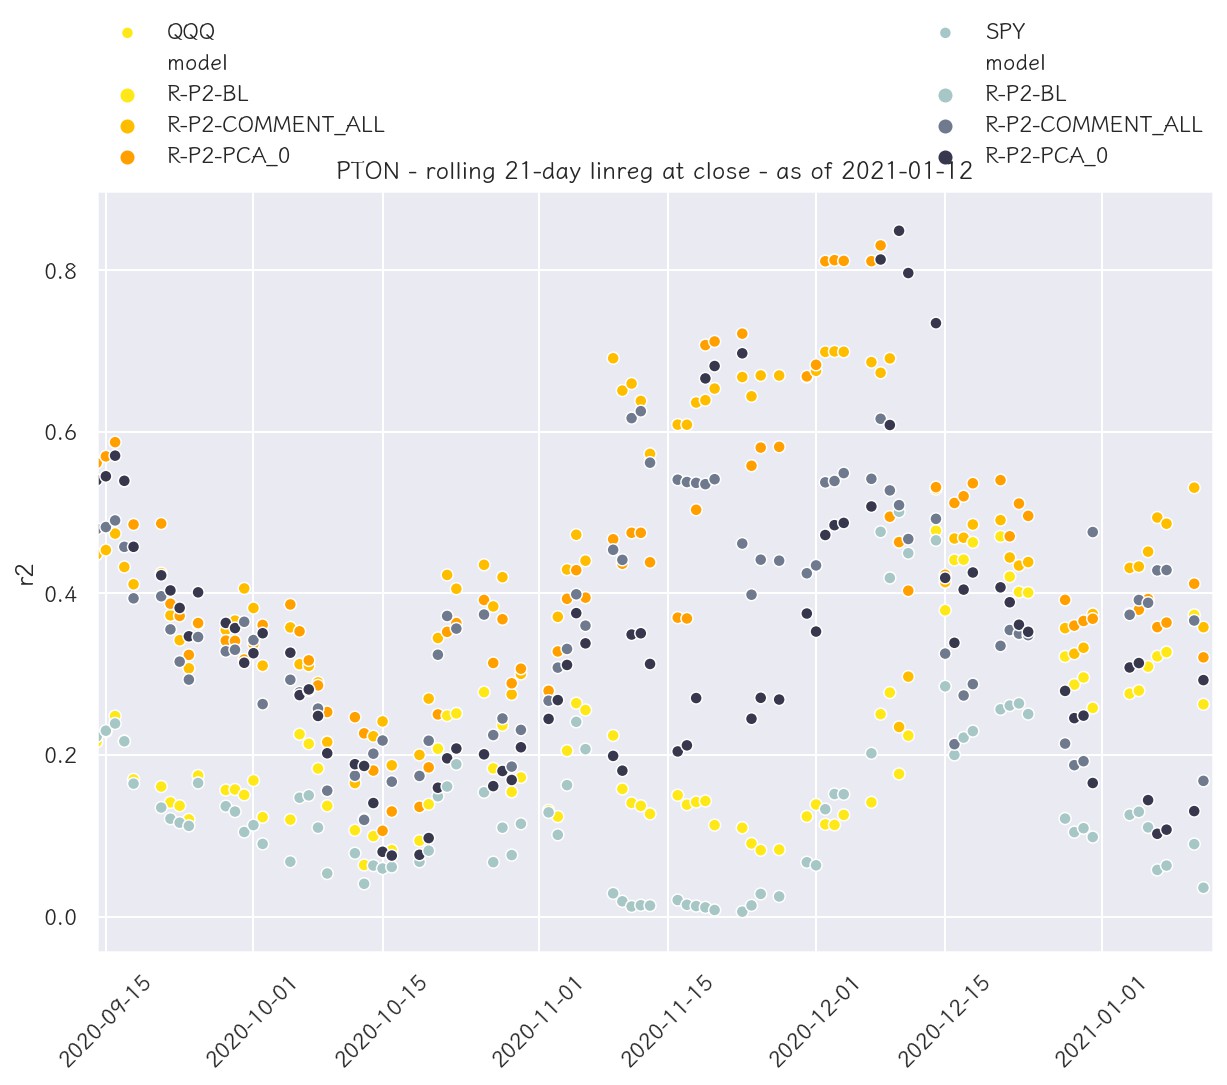 QQQ
model
R-P2-BL
R-P2-COMMENT_ALL
R-P2-PCA_0
SPY
model
R-P2-BL
R-P2-COMMENT_ALL
R-P2-PCA_0
PTON - rolling 21-day linreg at close - as of 2021-01-12
r2
0.8
0.6
0.4
0.2
0.0
2020-09-15
2020-10-01
2020-10-15
2020-11-01
2020-11-15
2020-12-01
2020-12-15
2021-01-01